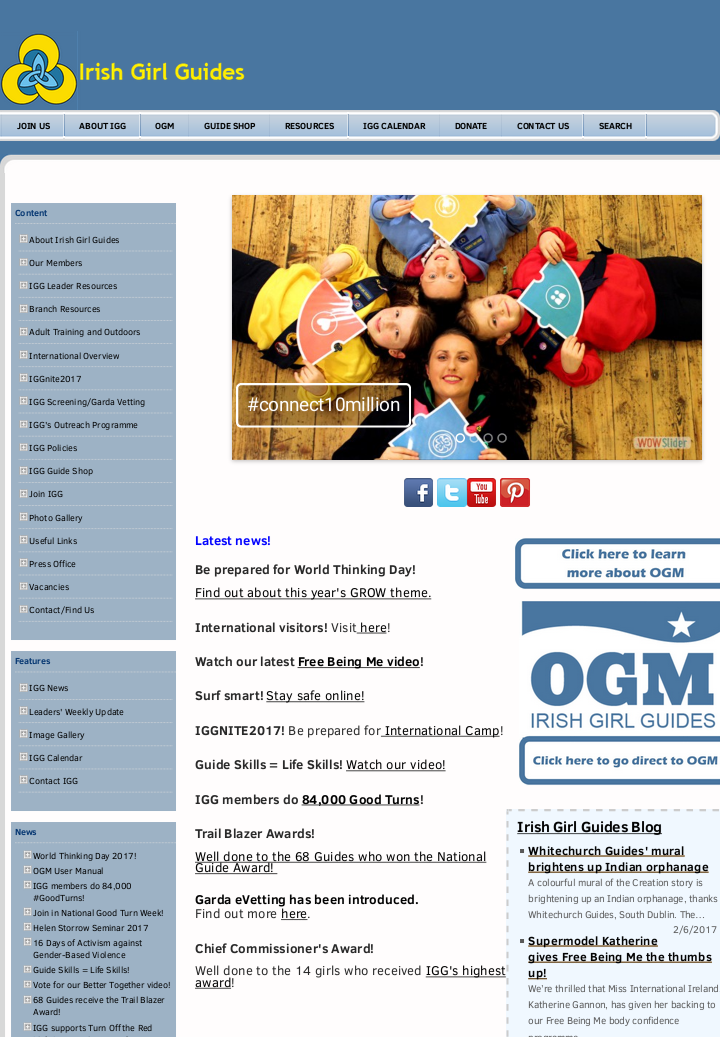 Irish Girl Guides
JOIN US ABOUT IGG OGM GUIDE SHOP RESOURCES IGG CALENDAR DONATE CONTACT US SEARCH
Content
About Irish Girl Guides
Our Members
IGG Leader Resources
Branch Resources
Adult Training and Outdoors
International Overview
IGGnite2017
IGG Screening/Garda Vetting
IGG's Outreach Programme
IGG Policies
IGG Guide Shop
Join IGG
Photo Gallery
Useful Links
Press Office
Vacancies
Contact/Find Us
Features
IGG News
Leaders' Weekly Update
Image Gallery
IGG Calendar
Contact IGG
News
World Thinking Day 2017!
OGM User Manual
IGG members do 84,000
#GoodTurns!
Join in National Good Turn Week!
Helen Storrow Seminar 2017
16 Days of Activism against
Gender-Based Violence
Guide Skills = Life Skills!
Vote for our Better Together video!
68 Guides receive the Trail Blazer
Award!
IGG supports Turn Off the Red
#connect10million
WOWSlider
You
Tube
Latest news!
Be prepared for World Thinking Day!
Find out about this year's GROW theme.
International visitors! Visit here!
Watch our latest Free Being Me video!
Surf smart! Stay safe online!
IGGNITE2017! Be prepared for International Camp!
Guide Skills = Life Skills! Watch our video!
IGG members do 84,000 Good Turns!
Trail Blazer Awards!
Well done to the 68 Guides who won the National
Guide Award!
Garda eVetting has been introduced.
Find out more here.
Chief Commissioner's Award!
Well done to the 14 girls who received IGG's highest
award!
Click here to learn
more about OGM
OGM
IRISH GIRL GUIDES
Click here to go direct to OGM
Irish Girl Guides Blog
Whitechurch Guides' mural
brightens up Indian orphanage
A colourful mural of the Creation story is
brightening up an Indian orphanage, thanks
Whitechurch Guides, South Dublin. The...
2/6/2017
Supermodel Katherine
gives Free Being Me the thumbs
up!
We're thrilled that Miss International Ireland
Katherine Gannon, has given her backing to
our Free Being Me body confidence